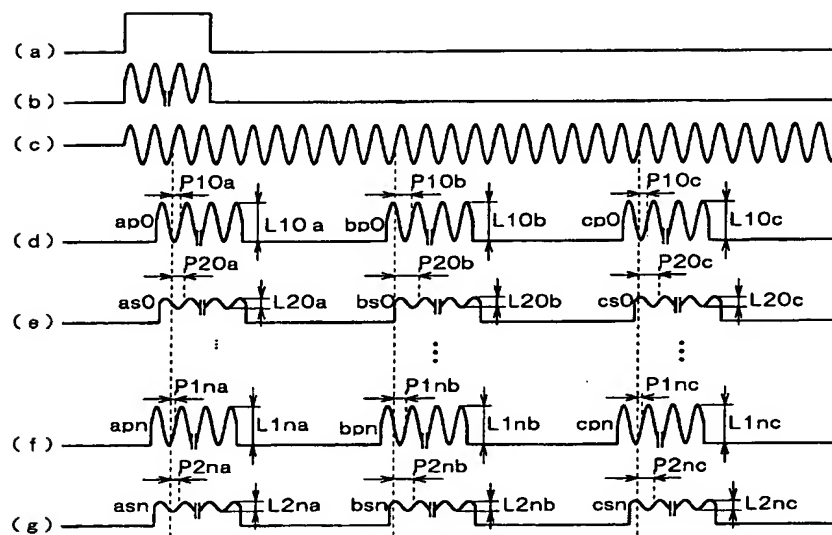 (a)
(b)
(c)
P10a P10b P10c
(d) ap0 L10a bp0 L10b cp0 L10c
P20a P20b P20c
(e) as0 L20a bs0 L20b cs0 L20c
P1na P1nb P1nc
(f) apn L1na bpn L1nb cpn L1nc
P2na P2nb P2nc
(g) asn L2na bsn L2nb csn L2nc